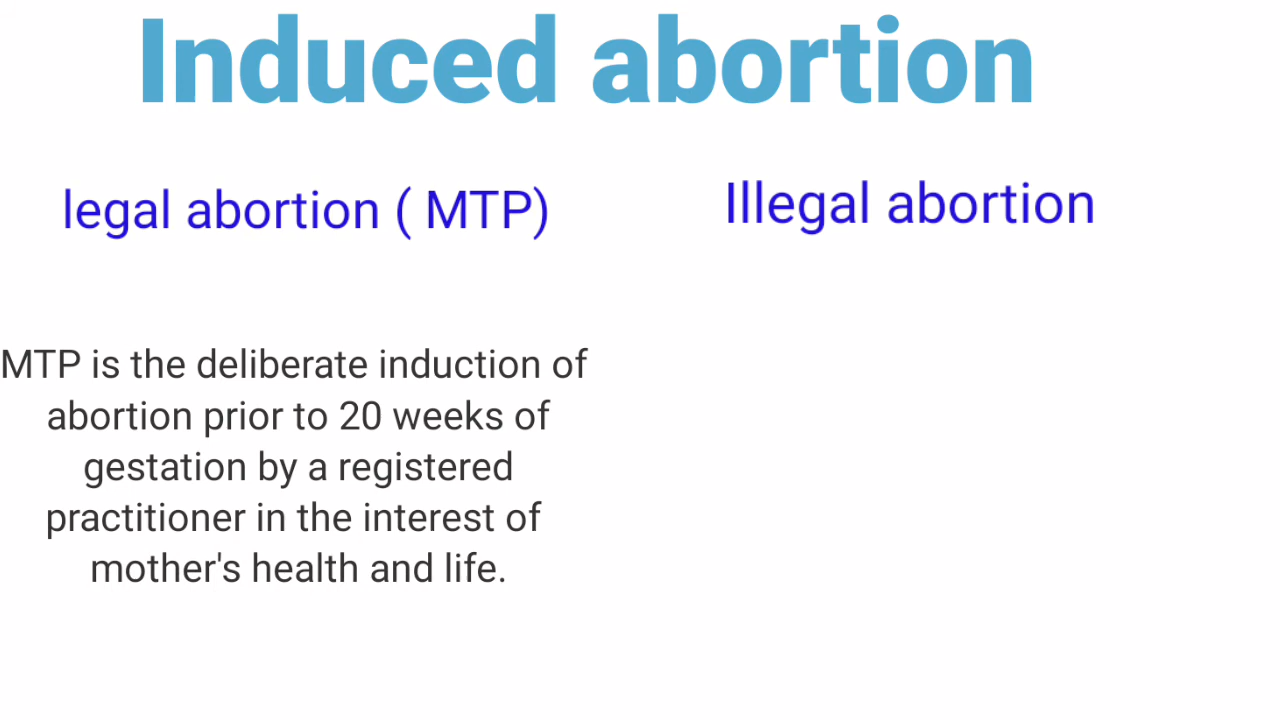 Induced abortion
legal abortion ( MTP)
Illegal abortion
MTP is the deliberate induction of
abortion prior to 20 weeks of
gestation by a registered
practitioner in the interest of
mother's health and life.